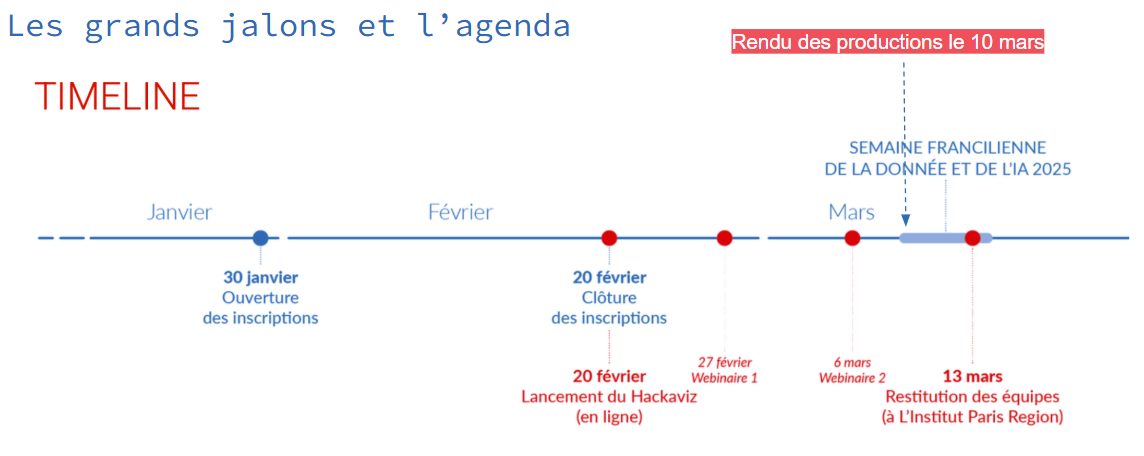 Les grands jalons et l’agenda
Rendu des productions le 10 mars
TIMELINE
SEMAINE FRANCILIENNE
DE LA DONNÉE ET DE L’IA 2025
Janvier
Février
Mars
30 janvier
Ouverture
des inscriptions
20 février
Clôture
des inscriptions
20 février
Lancement du Hackaviz
(en ligne)
27 février
Webinaire 1
6 mars
Webinaire 2
13 mars
Restitution des équipes
(à L’Institut Paris Region)